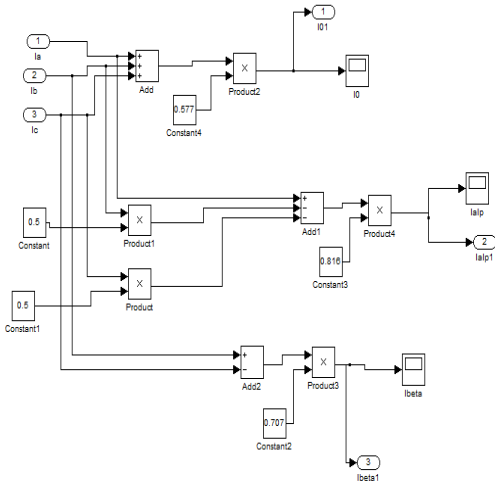 1
I01
1
Ia
+
+
+
Add
X
Product2
I0
2
Ib
3
Ic
0.577
Constant4
0.5
Constant
X
Product1
+
−
−
Add1
X
Product4
Ialp
2
Ialp1
0.816
Constant3
X
Product
0.5
Constant1
+
−
Add2
X
Product3
Ibeta
0.707
Constant2
3
Ibeta1